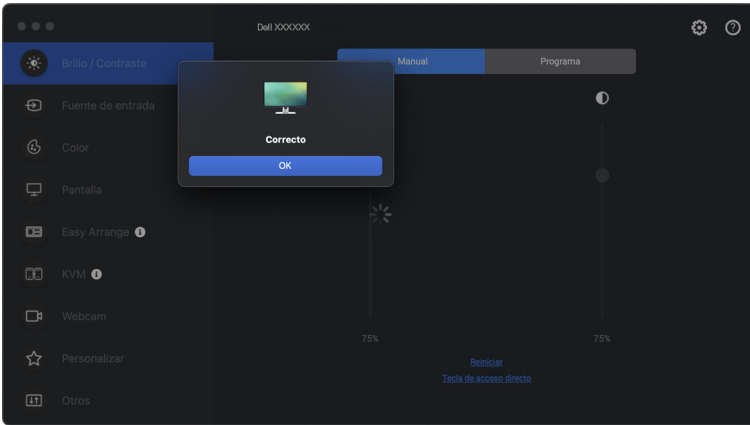 Dell XXXXXX
Brillo / Contraste
Fuente de entrada
Color
Pantalla
Easy Arrange
KVM
Webcam
Personalizar
Otros
Manual
Programa
Correcto
OK
75%
75%
Reiniciar
Tecla de acceso directo